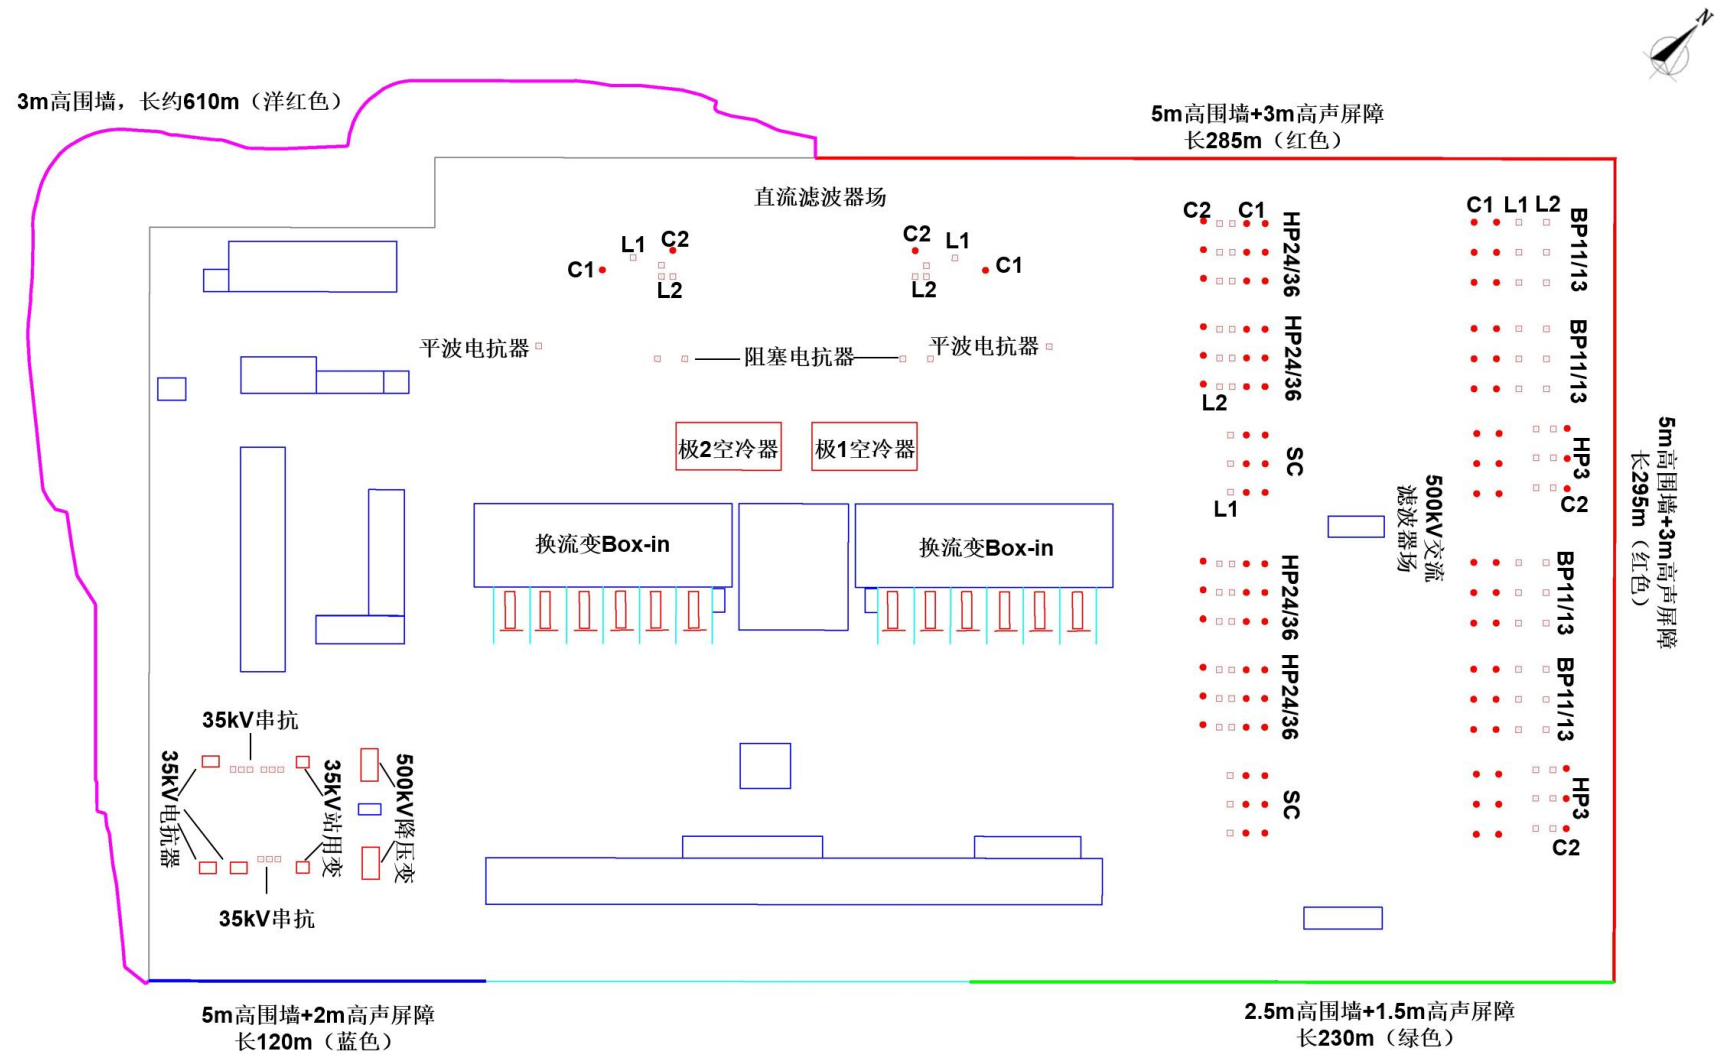 N
3m高围墙，长约610m（洋红色）
5m高围墙+3m高声屏障
长285m（红色）
直流滤波器场
C1
L1
C2
L2
C2
L1
C1
L2
平波电抗器
阻塞电抗器
平波电抗器
极2空冷器
极1空冷器
换流变Box-in
换流变Box-in
C2
C1
HP24/36
HP24/36
L2
SC
L1
HP24/36
HP24/36
SC
500kV交流
滤波器场
C1
L1
L2
BP11/13
BP11/13
HP3
C2
BP11/13
BP11/13
HP3
C2
5m高围墙+3m高声屏障
长295m（红色）
35kV串抗
35kV电抗器
35kV站用变
500kV降压变
35kV串抗
5m高围墙+2m高声屏障
长120m（蓝色）
2.5m高围墙+1.5m高声屏障
长230m（绿色）